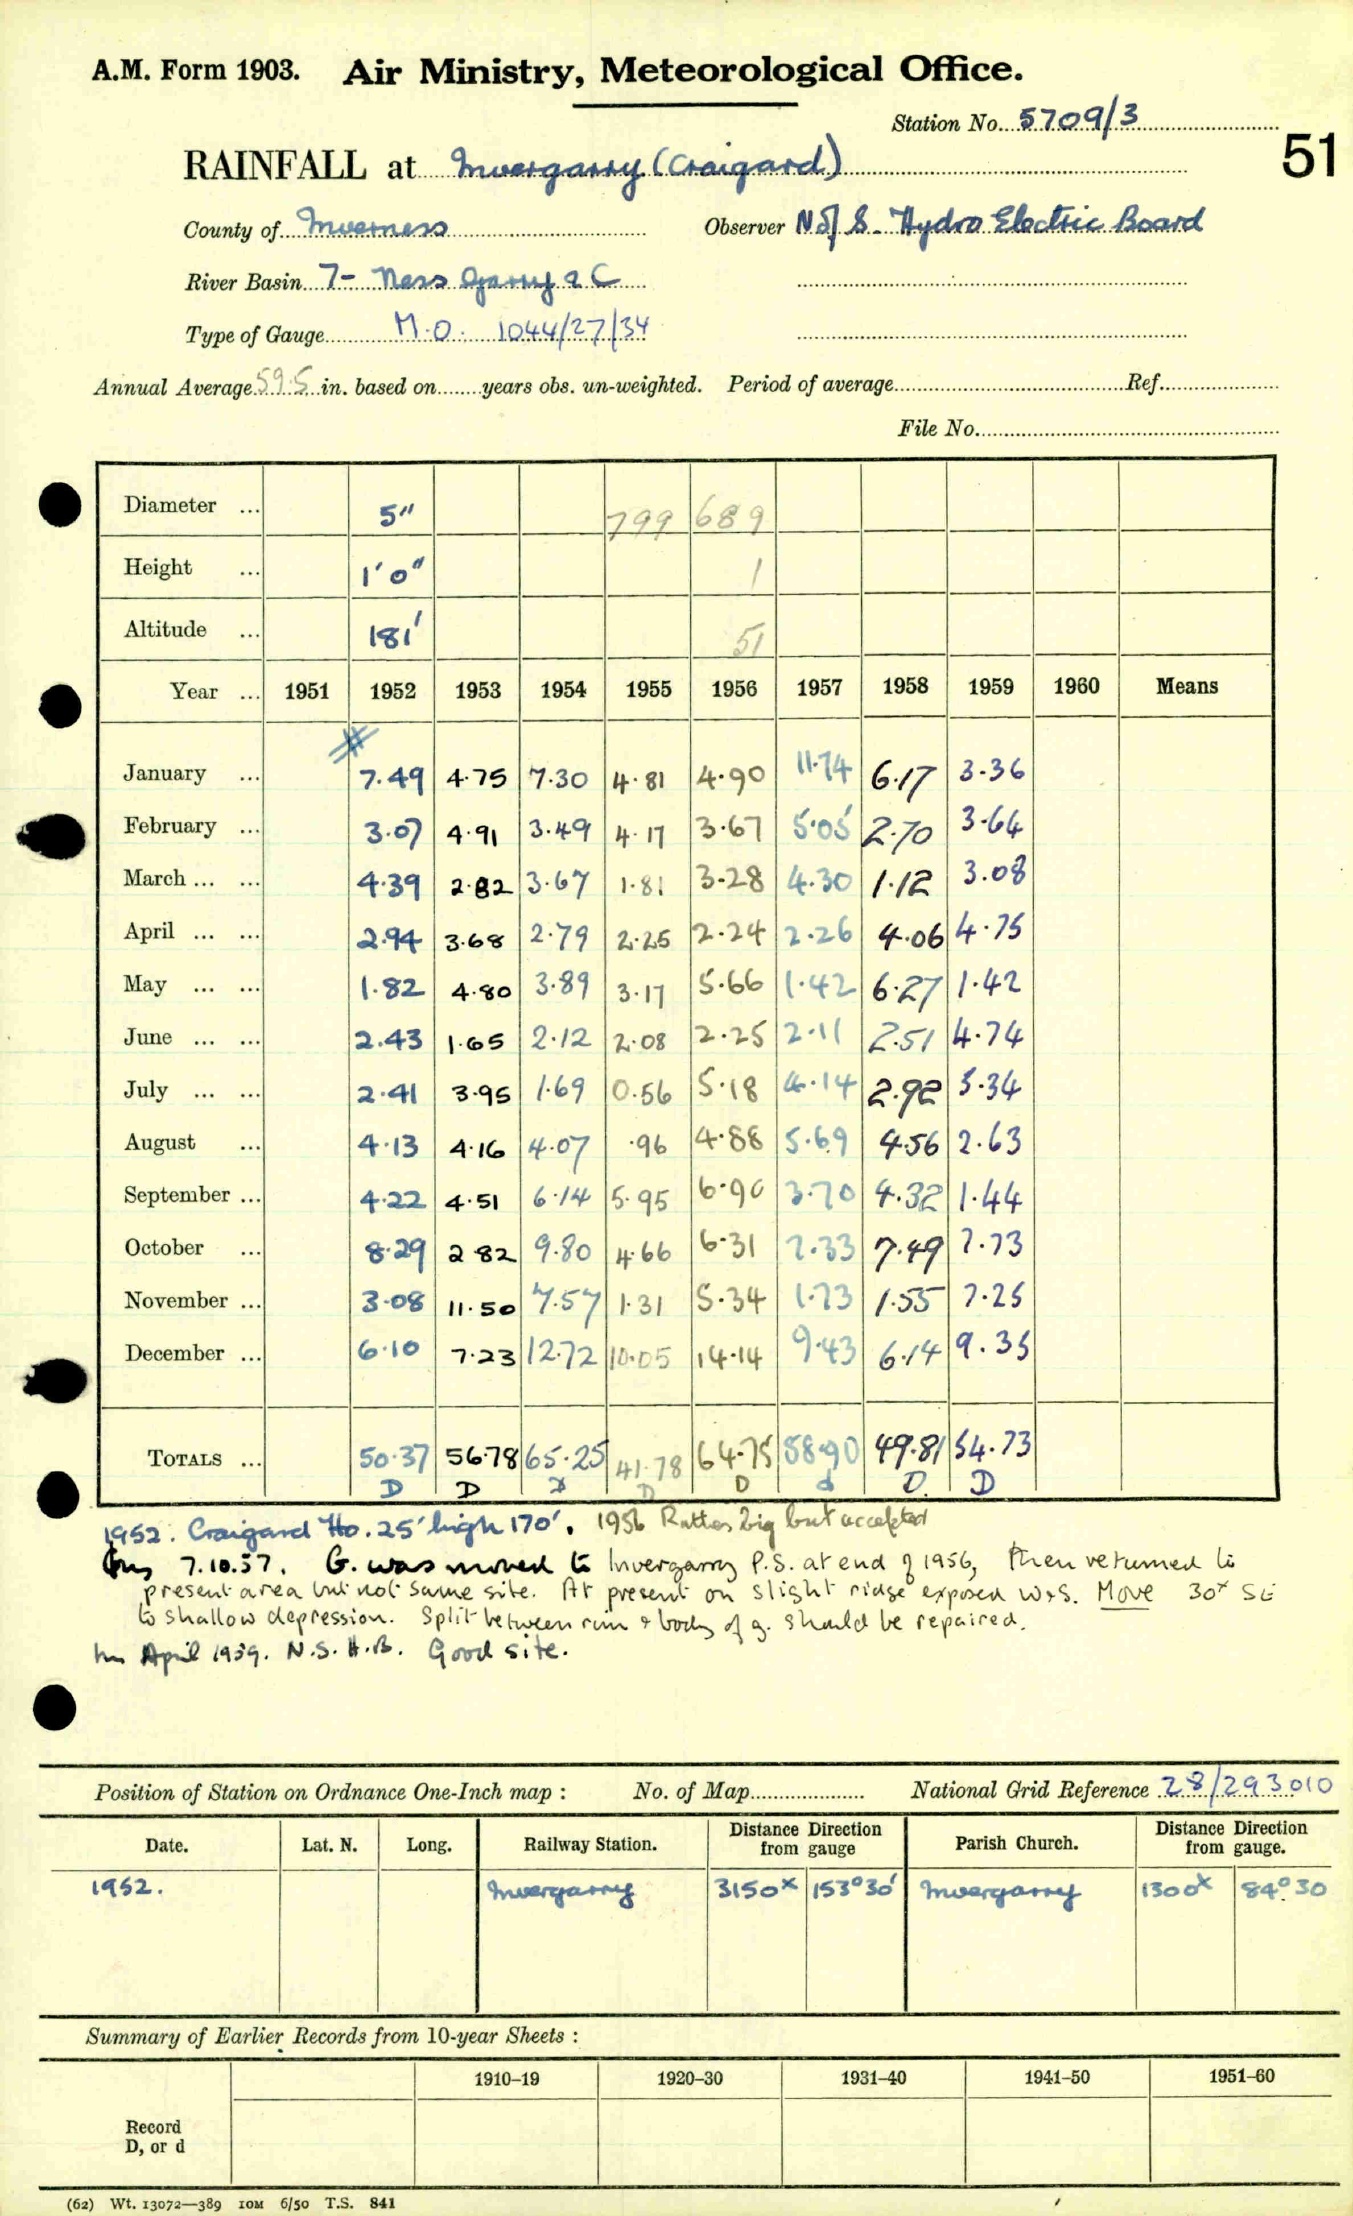 A.M. Form 1903. Air Ministry, Meteorological Office.
Station No. 5709/3
51
RAINFALL at Invergarry (Craigard)
County of Inverness Observer N of S. Hydro Electric Board
River Basin 7- Ness Garry & C
Type of Gauge M.O. 1044/27/34
Annual Average 59.5 in. based on years obs. un-weighted. Period of average Ref.
File No.
Diameter ... 5" 799 689
Height ... 1'0" 1
Altitude ... 181' 51
Year ... 1951 1952 1953 1954 1955 1956 1957 1958 1959 1960 Means
January ... 7.49 4.75 7.30 4.81 4.90 11.74 6.17 3.36
February ... 3.07 4.91 3.49 4.17 3.67 5.05 2.70 3.64
March ... ... 4.39 2.82 3.67 1.81 3.28 4.30 1.12 3.08
April ... ... 2.94 3.68 2.79 2.25 2.24 2.26 4.06 4.75
May ... ... 1.82 4.80 3.89 3.17 5.66 1.42 6.27 1.42
June ... ... 2.43 1.65 2.12 2.08 2.25 2.11 2.51 4.74
July ... ... 2.41 3.95 1.69 0.56 5.18 4.14 2.92 5.34
August ... 4.13 4.16 4.07 .96 4.88 5.69 4.56 2.63
September ... 4.22 4.51 6.14 5.95 6.90 3.70 4.32 1.44
October ... 8.29 2.82 9.80 4.66 6.31 7.33 7.49 7.73
November ... 3.08 11.50 7.57 1.31 5.34 1.73 1.55 7.25
December ... 6.10 7.23 12.72 10.05 14.14 9.43 6.14 9.35
TOTALS ... 50.37 56.78 65.25 41.78 64.75 58.90 49.81 54.73
D D D D d D. D
1952. Craigard Ho. 25' high 170'. 1956 Rather big but accepted
Ins 7.10.57. G. was moved to Invergarry P.S. at end of 1956, then returned to
present area but not same site. At present on slight ridge exposed W & S. Move 30x SE
to shallow depression. Split between rim & body of g. should be repaired.
Ins April 1959. N.S.H.B. Good site.
Position of Station on Ordnance One-Inch map : No. of Map National Grid Reference 28/293010
Date. Lat. N. Long. Railway Station. Distance Direction from gauge Parish Church. Distance Direction from gauge.
1952. Invergarry 3150x 153°30' Invergarry 1300x 84°30
Summary of Earlier Records from 10-year Sheets :
1910–19 1920–30 1931–40 1941–50 1951–60
Record
D, or d
(62) Wt. 13072—389 10M 6/50 T.S. 841